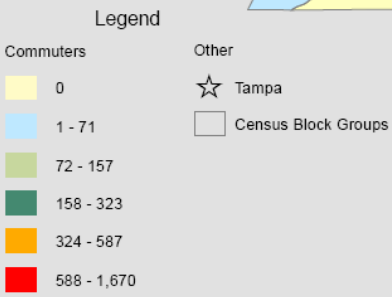 Legend
Commuters
0
1 - 71
72 - 157
158 - 323
324 - 587
588 - 1,670
Other
Tampa
Census Block Groups